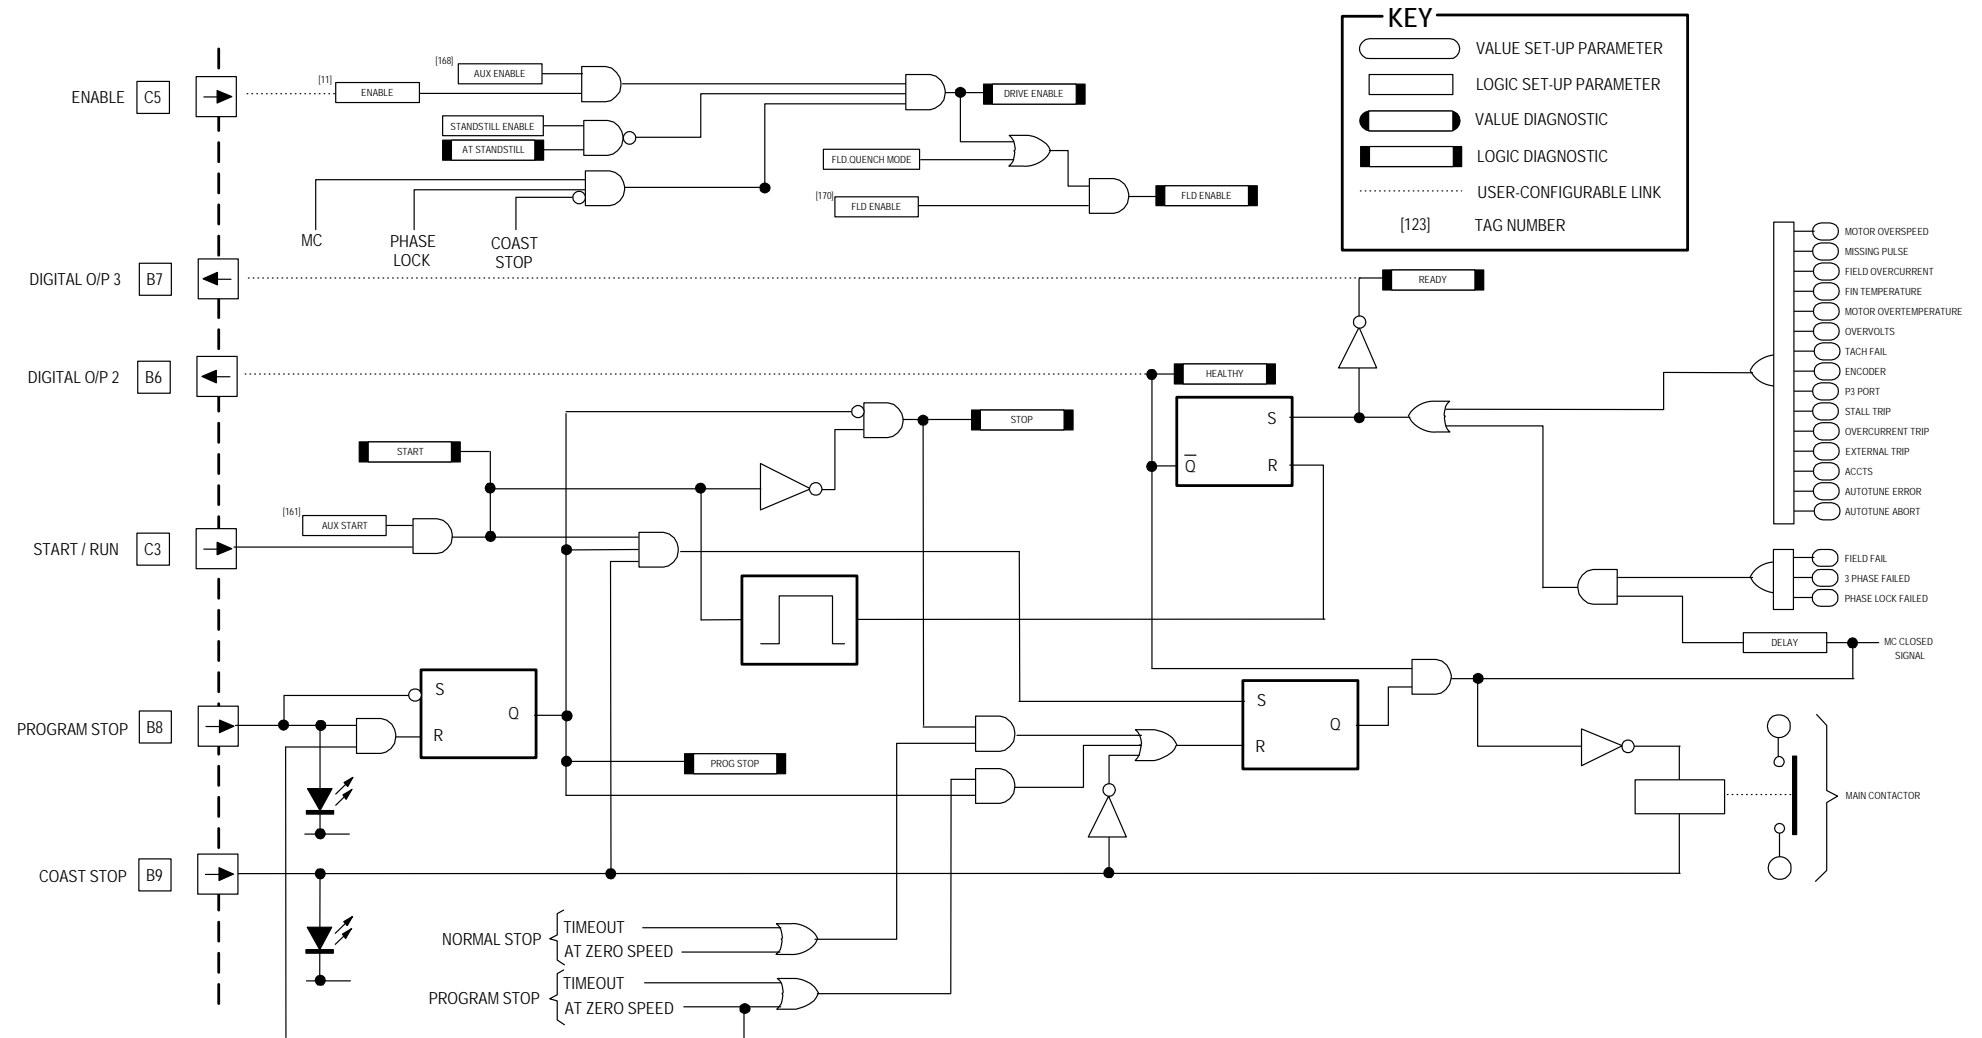 KEY
VALUE SET-UP PARAMETER
LOGIC SET-UP PARAMETER
VALUE DIAGNOSTIC
LOGIC DIAGNOSTIC
USER-CONFIGURABLE LINK
[123] TAG NUMBER
ENABLE C5
[11]
ENABLE
[168]
AUX ENABLE
STANDSTILL ENABLE
AT STANDSTILL
DRIVE ENABLE
FLD.QUENCH MODE
[170]
FLD ENABLE
FLD ENABLE
MC
PHASE
LOCK
COAST
STOP
DIGITAL O/P 3 B7
READY
DIGITAL O/P 2 B6
HEALTHY
S
Q
R
STOP
START
[161]
AUX START
START / RUN C3
MOTOR OVERSPEED
MISSING PULSE
FIELD OVERCURRENT
FIN TEMPERATURE
MOTOR OVERTEMPERATURE
OVERVOLTS
TACH FAIL
ENCODER
P3 PORT
STALL TRIP
OVERCURRENT TRIP
EXTERNAL TRIP
ACCTS
AUTOTUNE ERROR
AUTOTUNE ABORT
FIELD FAIL
3 PHASE FAILED
PHASE LOCK FAILED
DELAY
MC CLOSED
SIGNAL
PROGRAM STOP B8
S
Q
R
PROG STOP
S
Q
R
MAIN CONTACTOR
COAST STOP B9
NORMAL STOP
TIMEOUT
AT ZERO SPEED
PROGRAM STOP
TIMEOUT
AT ZERO SPEED